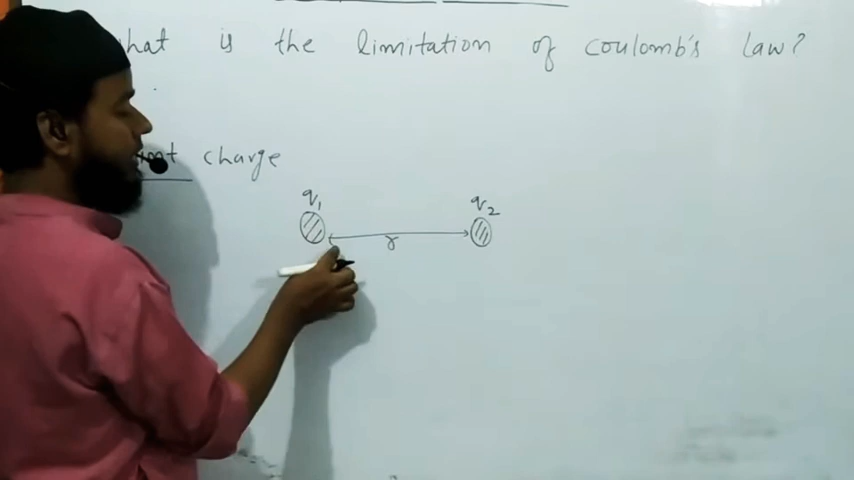 is the limitation of coulomb's law?
charge
q1 q2
r